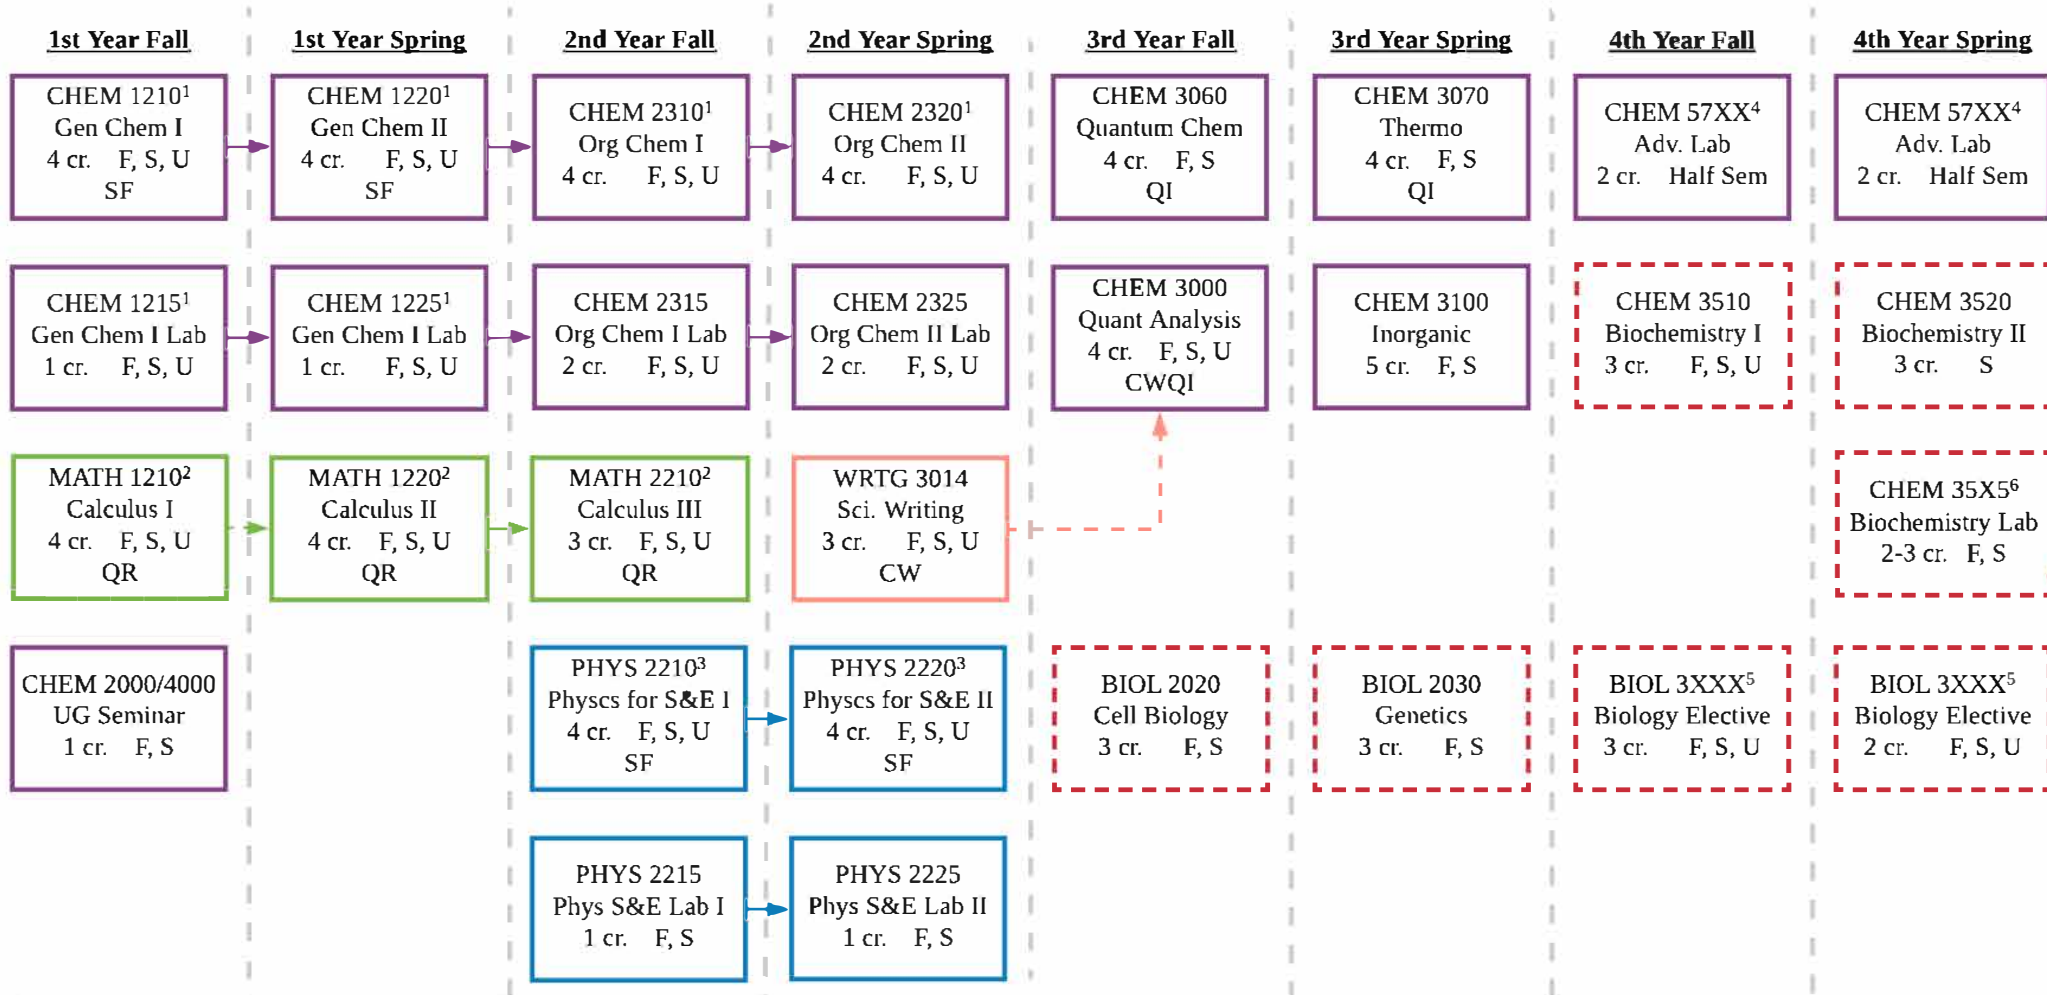 1st Year Fall
CHEM 1210¹
Gen Chem I
4 cr. F, S, U
SF
CHEM 1215¹
Gen Chem I Lab
1 cr. F, S, U
MATH 1210²
Calculus I
4 cr. F, S, U
QR
CHEM 2000/4000
UG Seminar
1 cr. F, S
1st Year Spring
CHEM 1220¹
Gen Chem II
4 cr. F, S, U
SF
CHEM 1225¹
Gen Chem I Lab
1 cr. F, S, U
MATH 1220²
Calculus II
4 cr. F, S, U
QR
2nd Year Fall
CHEM 2310¹
Org Chem I
4 cr. F, S, U
CHEM 2315
Org Chem I Lab
2 cr. F, S, U
MATH 2210²
Calculus III
3 cr. F, S, U
QR
PHYS 2210³
Physcs for S&E I
4 cr. F, S, U
SF
PHYS 2215
Phys S&E Lab I
1 cr. F, S
2nd Year Spring
CHEM 2320¹
Org Chem II
4 cr. F, S, U
CHEM 2325
Org Chem II Lab
2 cr. F, S, U
WRTG 3014
Sci. Writing
3 cr. F, S, U
CW
PHYS 2220³
Physcs for S&E II
4 cr. F, S, U
SF
PHYS 2225
Phys S&E Lab II
1 cr. F, S
3rd Year Fall
CHEM 3060
Quantum Chem
4 cr. F, S
QI
CHEM 3000
Quant Analysis
4 cr. F, S, U
CWQI
BIOL 2020
Cell Biology
3 cr. F, S
3rd Year Spring
CHEM 3070
Thermo
4 cr. F, S
QI
CHEM 3100
Inorganic
5 cr. F, S
BIOL 2030
Genetics
3 cr. F, S
4th Year Fall
CHEM 57XX⁴
Adv. Lab
2 cr. Half Sem
CHEM 3510
Biochemistry I
3 cr. F, S, U
BIOL 3XXX⁵
Biology Elective
3 cr. F, S, U
4th Year Spring
CHEM 57XX⁴
Adv. Lab
2 cr. Half Sem
CHEM 3520
Biochemistry II
3 cr. S
CHEM 35X5⁶
Biochemistry Lab
2-3 cr. F, S
BIOL 3XXX⁵
Biology Elective
2 cr. F, S, U